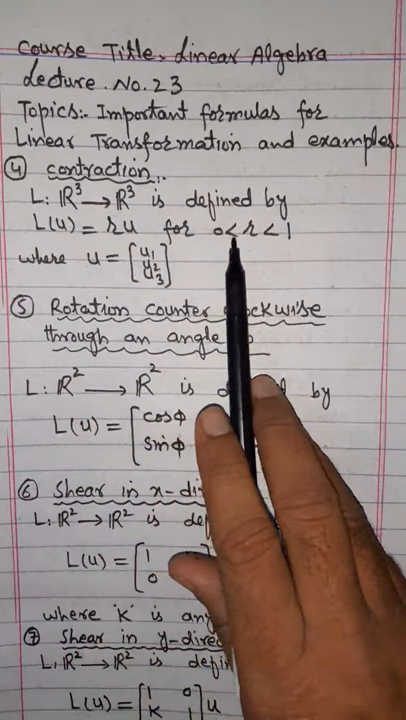 Course Title. Linear Algebra
Lecture. No. 23
Topics:- Important formulas for
Linear Transformation and examples.
④ contraction:.
L: ℝ³ → ℝ³ is defined by
L(u) = ru for 0 < r < 1
where u = [u₁ u₂ u₃]
⑤ Rotation counter clockwise
through an angle
L: ℝ² → ℝ² is by
L(u) = [cosϕ
sinϕ
⑥ Shear in x-
L: ℝ² → ℝ² is
L(u) = [1
0
where 'K' is any
⑦ Shear in y-
L: ℝ² → ℝ² is
L(u) = [1 0
K 1] u